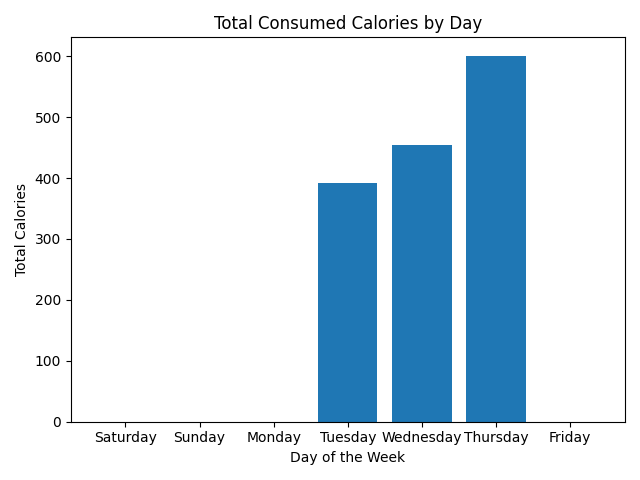 Total Consumed Calories by Day
600
500
400
300
200
100
0
Total Calories
Saturday Sunday Monday Tuesday Wednesday Thursday Friday
Day of the Week